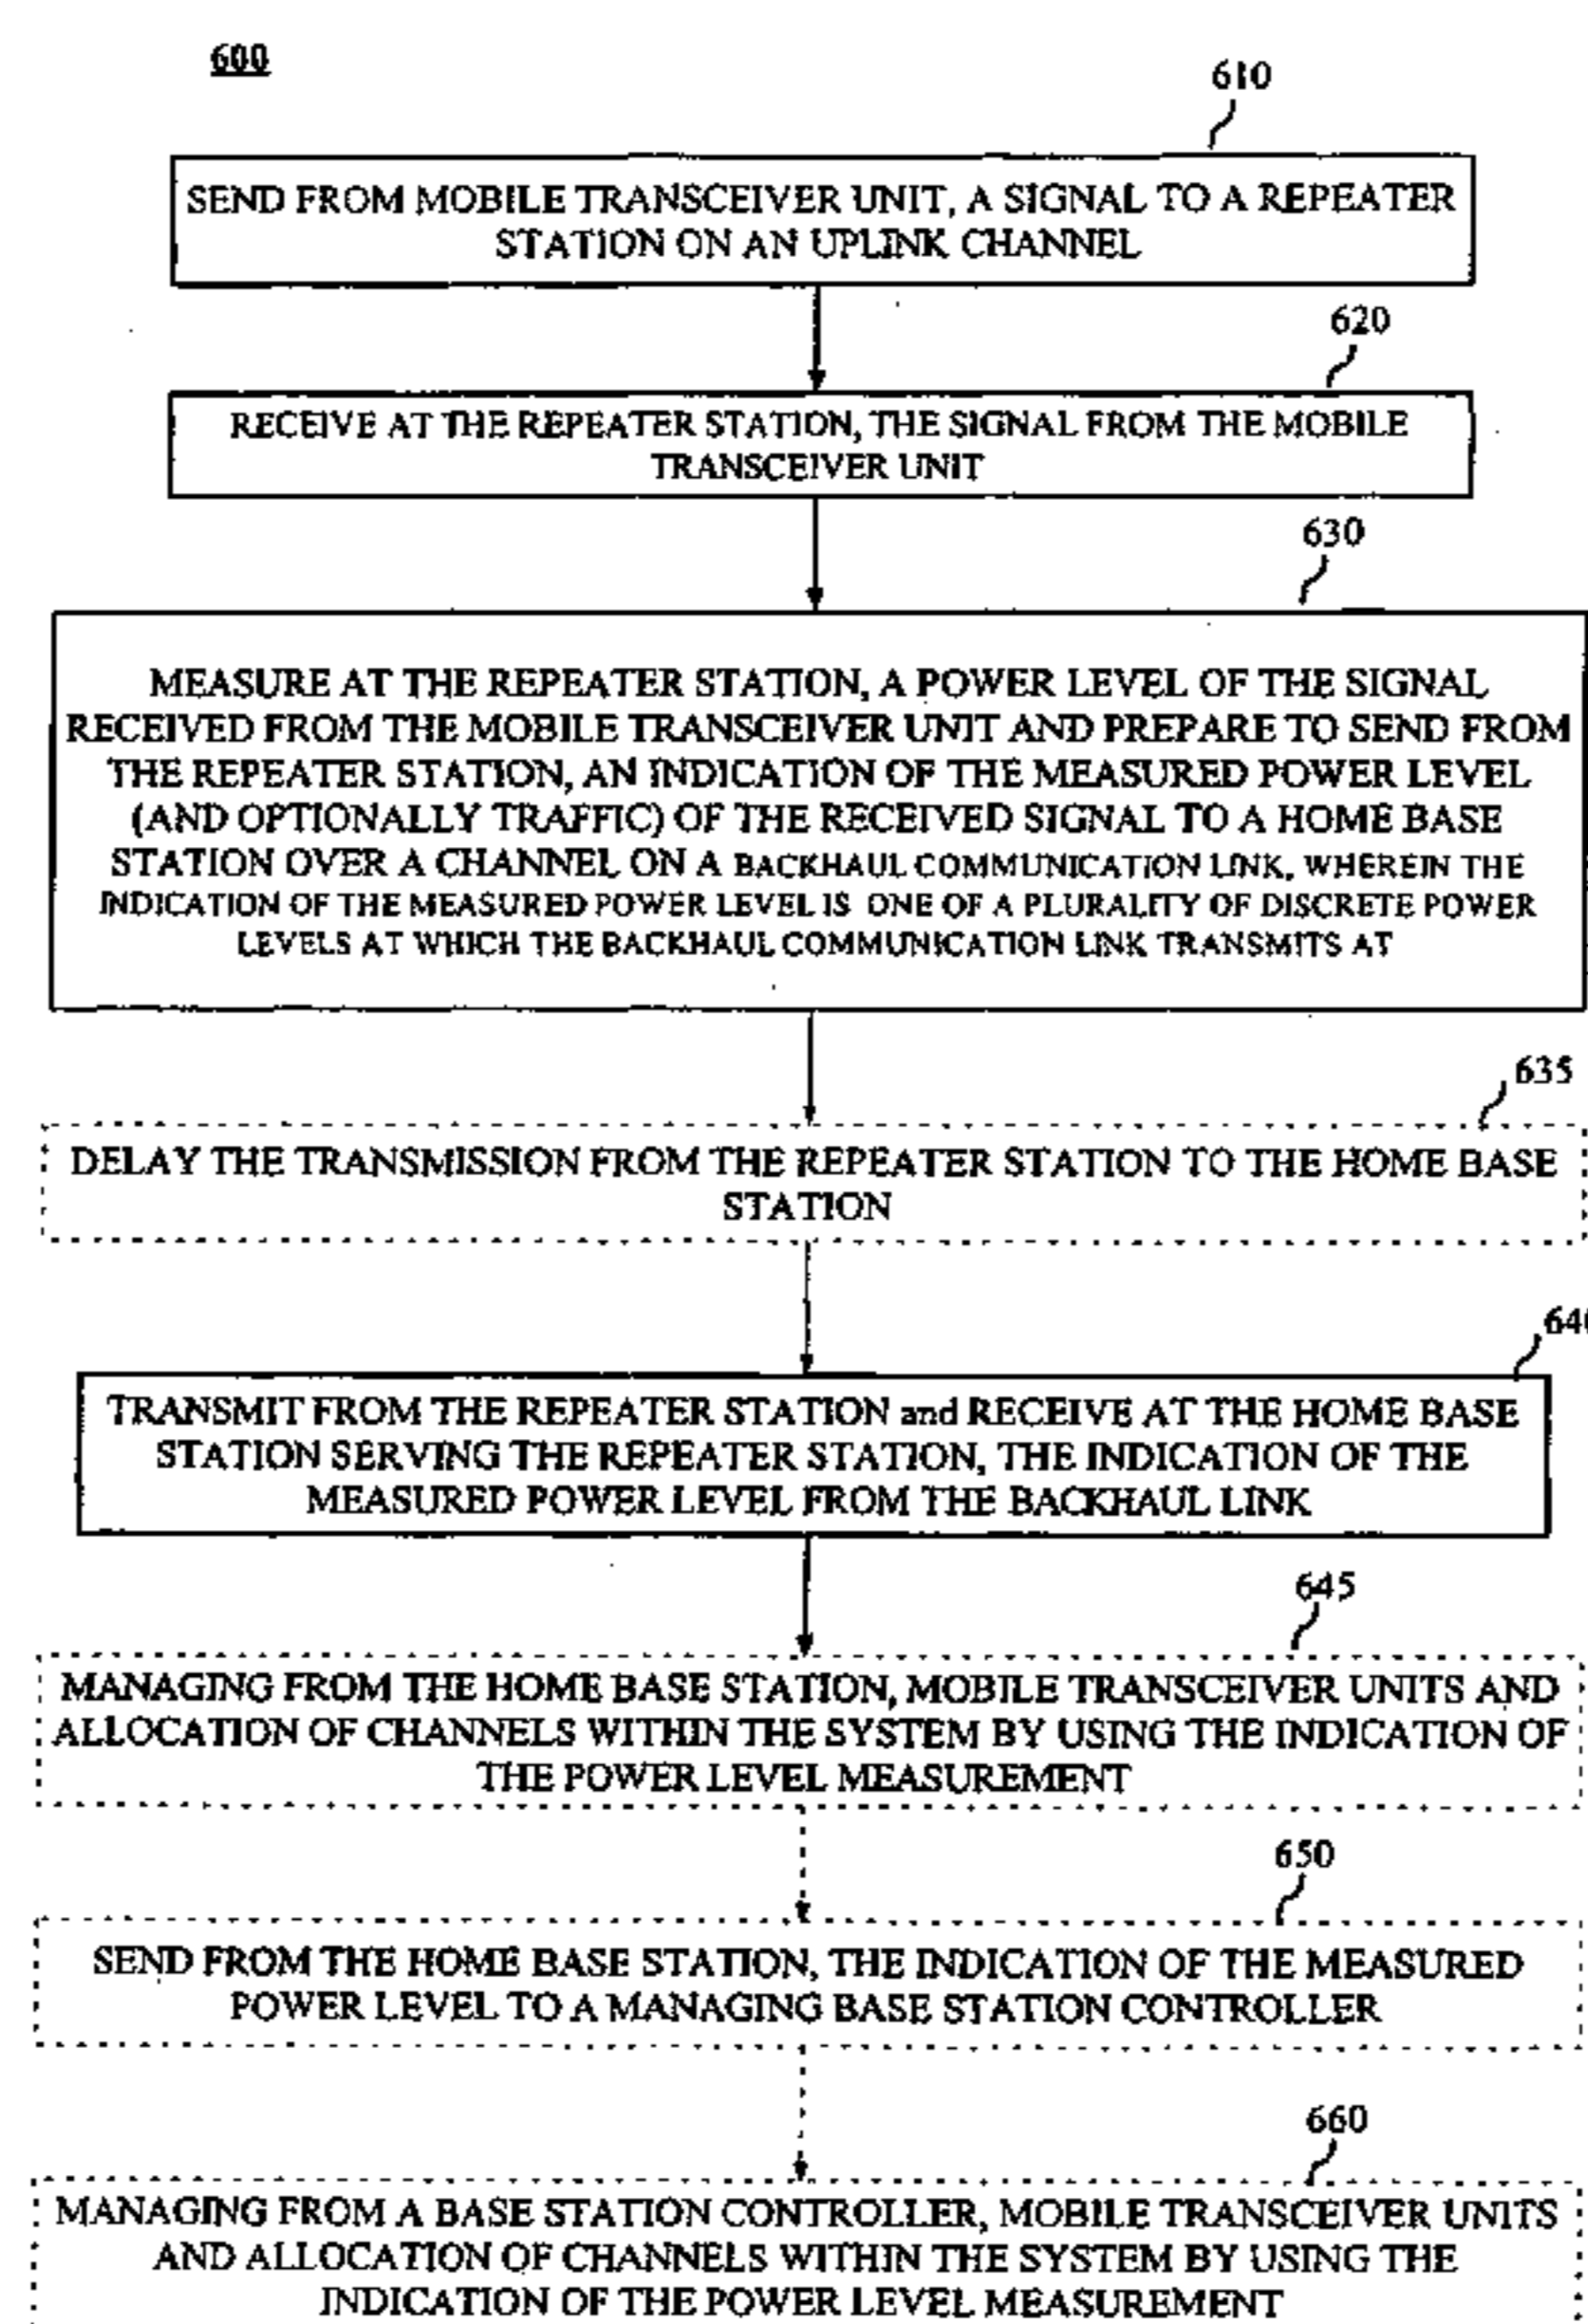 600
610
SEND FROM MOBILE TRANSCEIVER UNIT, A SIGNAL TO A REPEATER
STATION ON AN UPLINK CHANNEL
620
RECEIVE AT THE REPEATER STATION, THE SIGNAL FROM THE MOBILE
TRANSCEIVER UNIT
630
MEASURE AT THE REPEATER STATION, A POWER LEVEL OF THE SIGNAL
RECEIVED FROM THE MOBILE TRANSCEIVER UNIT AND PREPARE TO SEND FROM
THE REPEATER STATION, AN INDICATION OF THE MEASURED POWER LEVEL
(AND OPTIONALLY TRAFFIC) OF THE RECEIVED SIGNAL TO A HOME BASE
STATION OVER A CHANNEL ON A BACKHAUL COMMUNICATION LINK, WHEREIN THE
INDICATION OF THE MEASURED POWER LEVEL IS ONE OF A PLURALITY OF DISCRETE POWER
LEVELS AT WHICH THE BACKHAUL COMMUNICATION LINK TRANSMITS AT
635
DELAY THE TRANSMISSION FROM THE REPEATER STATION TO THE HOME BASE
STATION
640
TRANSMIT FROM THE REPEATER STATION and RECEIVE AT THE HOME BASE
STATION SERVING THE REPEATER STATION, THE INDICATION OF THE
MEASURED POWER LEVEL FROM THE BACKHAUL LINK
645
MANAGING FROM THE HOME BASE STATION, MOBILE TRANSCEIVER UNITS AND
ALLOCATION OF CHANNELS WITHIN THE SYSTEM BY USING THE INDICATION OF
THE POWER LEVEL MEASUREMENT
650
SEND FROM THE HOME BASE STATION, THE INDICATION OF THE MEASURED
POWER LEVEL TO A MANAGING BASE STATION CONTROLLER
660
MANAGING FROM A BASE STATION CONTROLLER, MOBILE TRANSCEIVER UNITS
AND ALLOCATION OF CHANNELS WITHIN THE SYSTEM BY USING THE
INDICATION OF THE POWER LEVEL MEASUREMENT